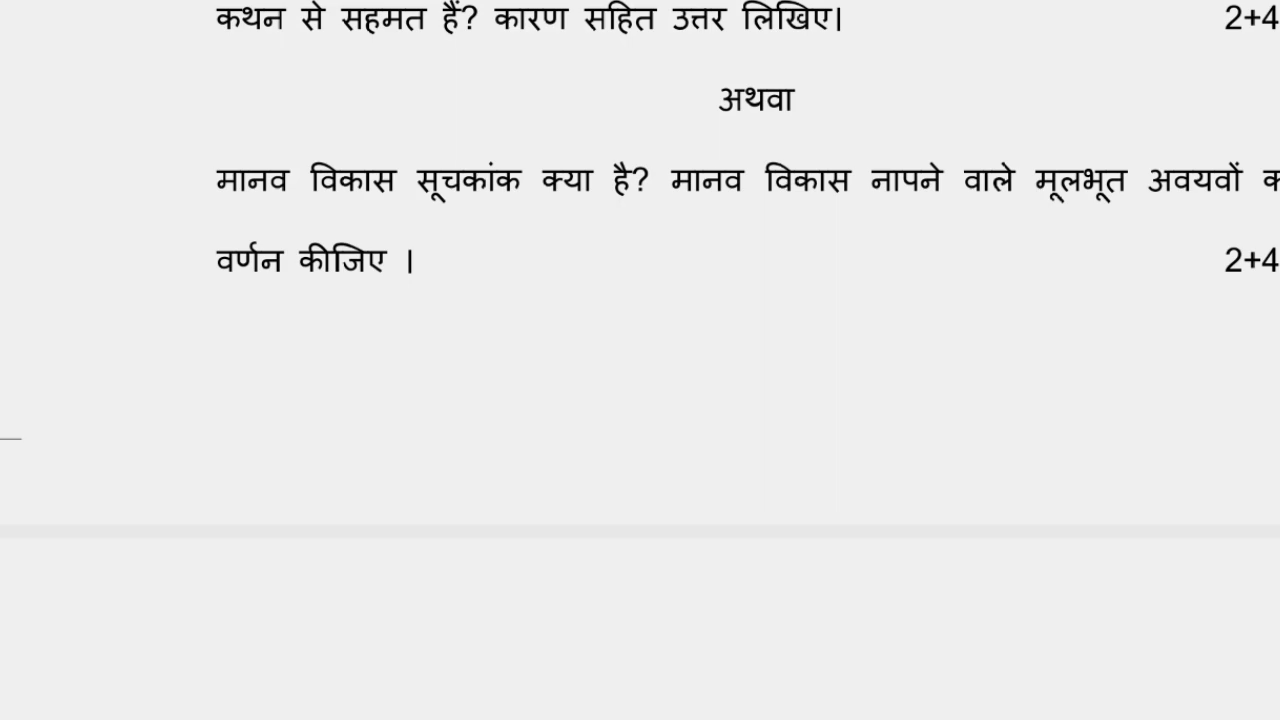 कथन से सहमत हैं? कारण सहित उत्तर लिखिए।  2+4
अथवा
मानव विकास सूचकांक क्या है? मानव विकास नापने वाले मूलभूत अवयवों
वर्णन कीजिए ।  2+4